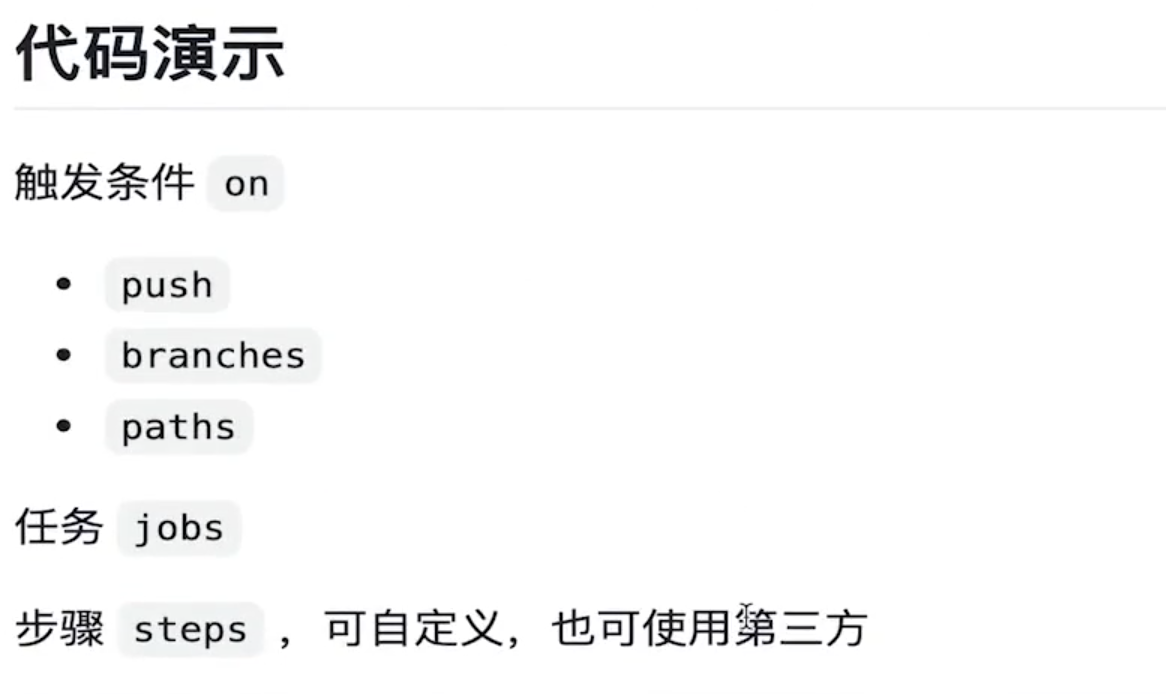 代码演示
触发条件 on
• push
• branches
• paths
任务 jobs
步骤 steps ，可自定义，也可使用第三方